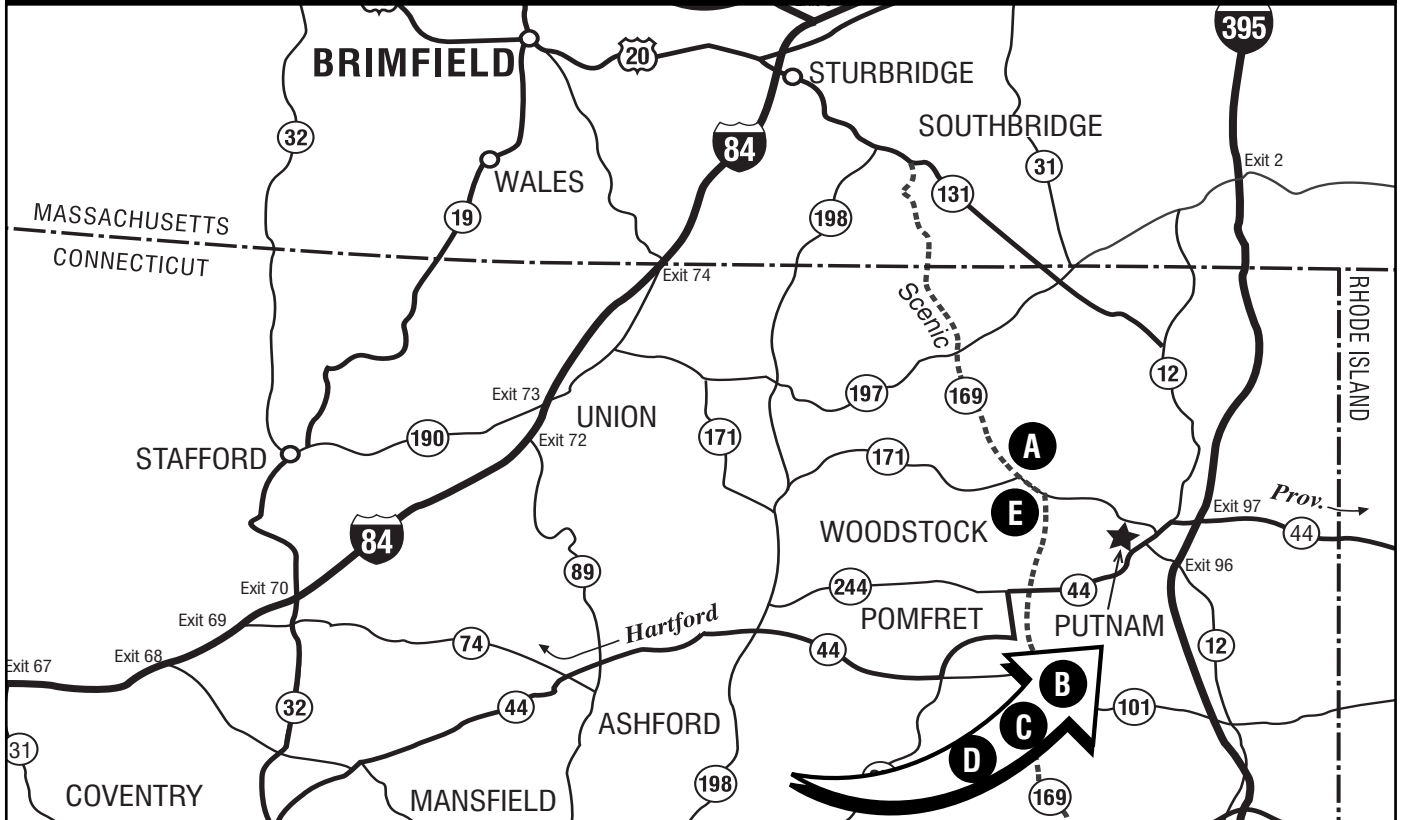 395
BRIMFIELD
20
STURBRIDGE
SOUTHBRIDGE
32
84
31
Exit 2
WALES
131
19
198
MASSACHUSETTS
CONNECTICUT
Exit 74
Scenic
RHODE ISLAND
12
Exit 73
197
169
UNION
190
171
Exit 72
A
STAFFORD
171
E
Prov.
Exit 97
44
WOODSTOCK
84
89
Exit 96
Exit 70
244
44
POMFRET
PUTNAM
Exit 69
Hartford
74
44
12
Exit 68
Exit 67
B
32
44
101
ASHFORD
C
31
D
198
COVENTRY
MANSFIELD
169